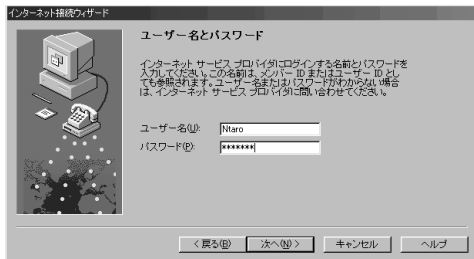 インターネット接続ウィザード
ユーザー名とパスワード
インターネット サービス プロバイダにログインする名前とパスワードを
入力してください。この名前は、メンバー ID またはユーザー ID とし
ても参照されます。ユーザー名またはパスワードがわからない場合
は、インターネット サービス プロバイダに問い合わせてください。
ユーザー名(U): Ntaro
パスワード(P): *******
< 戻る(B) 次へ(N) > キャンセル ヘルプ